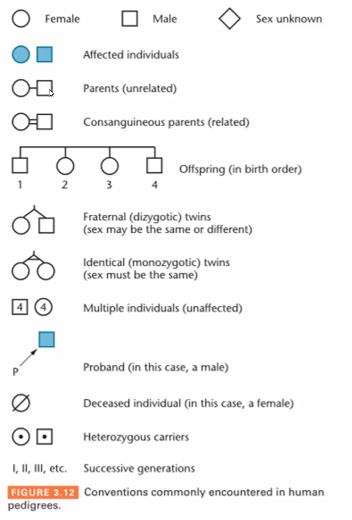 Female Male Sex unknown
Affected individuals
Parents (unrelated)
Consanguineous parents (related)
Offspring (in birth order)
1 2 3 4
Fraternal (dizygotic) twins
(sex may be the same or different)
Identical (monozygotic) twins
(sex must be the same)
4 4 Multiple individuals (unaffected)
P Proband (in this case, a male)
Deceased individual (in this case, a female)
Heterozygous carriers
I, II, III, etc. Successive generations
FIGURE 3.12 Conventions commonly encountered in human
pedigrees.